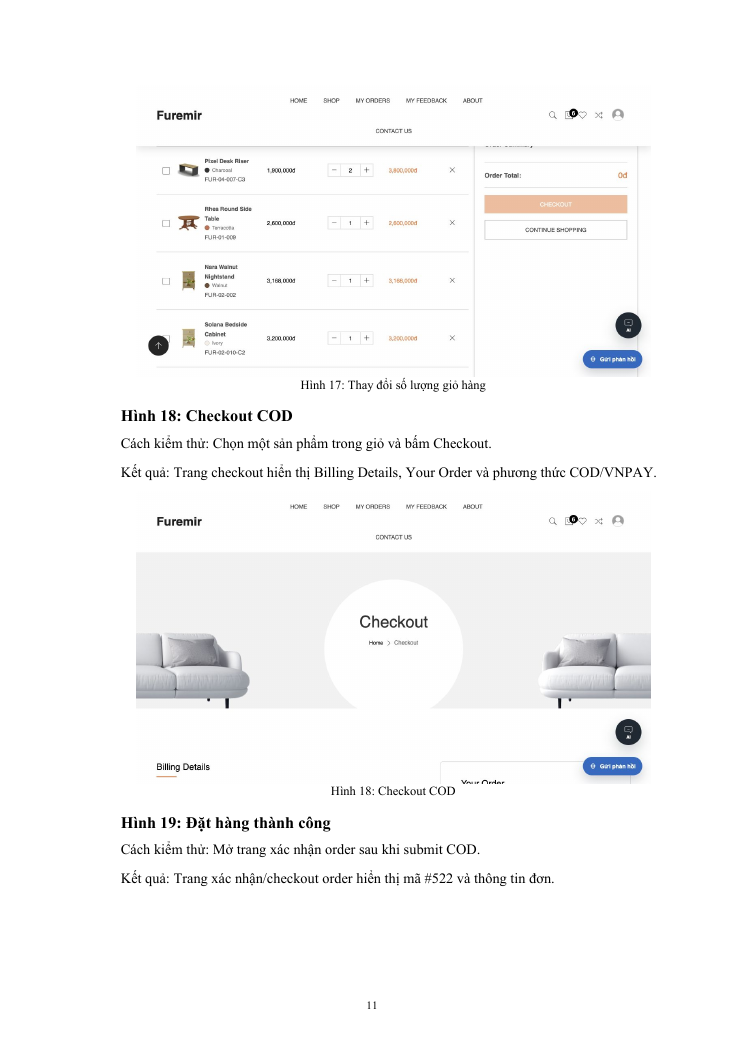 HOME SHOP MY ORDERS MY FEEDBACK ABOUT
Furemir
6
CONTACT US
Order Summary
Pixel Desk Riser
Charcoal
FUR-04-007-C3
1,900,000đ
− 2 +
3,800,000đ
Order Total: 0đ
CHECKOUT
CONTINUE SHOPPING
Rhea Round Side
Table
Terracotta
FUR-01-009
2,600,000đ
− 1 +
2,600,000đ
Nara Walnut
Nightstand
Walnut
FUR-02-002
3,168,000đ
− 1 +
3,168,000đ
Solana Bedside
Cabinet
Ivory
FUR-02-010-C2
3,200,000đ
− 1 +
3,200,000đ
AI
Gửi phản hồi
Hình 17: Thay đổi số lượng giỏ hàng
Hình 18: Checkout COD
Cách kiểm thử: Chọn một sản phẩm trong giỏ và bấm Checkout.
Kết quả: Trang checkout hiển thị Billing Details, Your Order và phương thức COD/VNPAY.
HOME SHOP MY ORDERS MY FEEDBACK ABOUT
Furemir
6
CONTACT US
Checkout
Home > Checkout
AI
Gửi phản hồi
Billing Details
Your Order
Hình 18: Checkout COD
Hình 19: Đặt hàng thành công
Cách kiểm thử: Mở trang xác nhận order sau khi submit COD.
Kết quả: Trang xác nhận/checkout order hiển thị mã #522 và thông tin đơn.
11